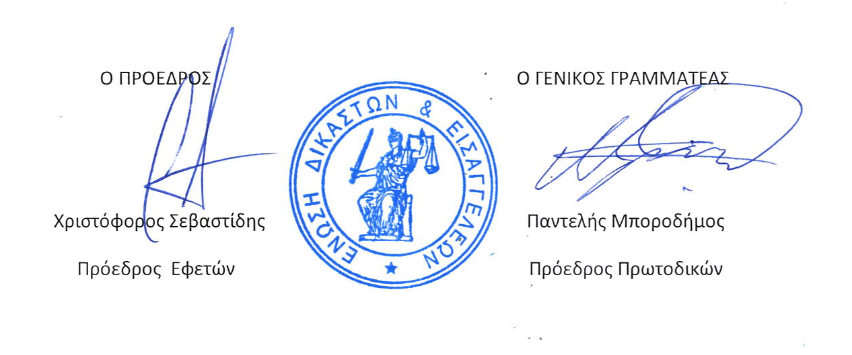 Ο ΠΡΟΕΔΡΟΣ
Ο ΓΕΝΙΚΟΣ ΓΡΑΜΜΑΤΕΑΣ
ΕΝΩΣΗ ΔΙΚΑΣΤΩΝ & ΕΙΣΑΓΓΕΛΕΩΝ
Χριστόφορος Σεβαστίδης
Παντελής Μποροδήμος
Πρόεδρος Εφετών
Πρόεδρος Πρωτοδικών